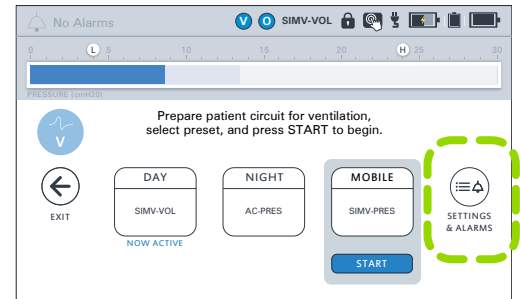 No Alarms
V O SIMV-VOL
0 L 5 10 15 20 H 25 30
PRESSURE (cmH20)
Prepare patient circuit for ventilation,
select preset, and press START to begin.
V
DAY NIGHT MOBILE
SIMV-VOL AC-PRES SIMV-PRES
EXIT
SETTINGS
& ALARMS
NOW ACTIVE
START